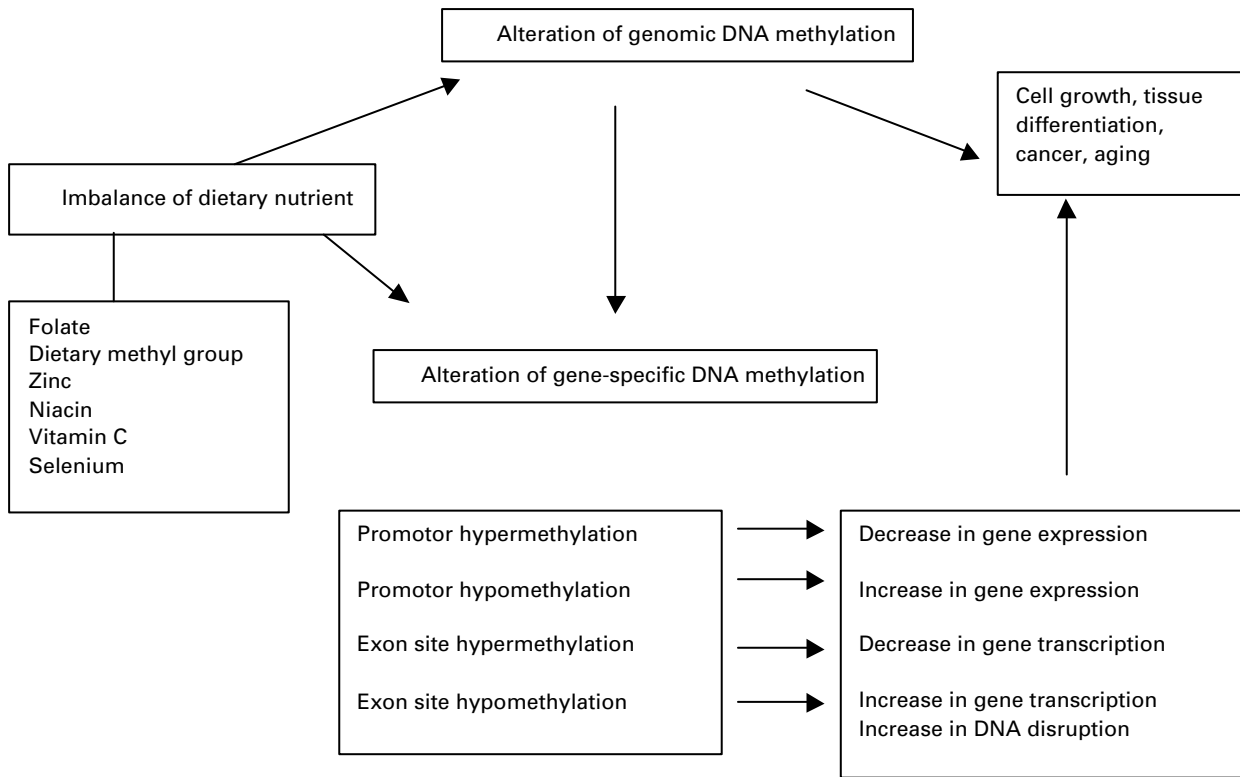 Alteration of genomic DNA methylation
Cell growth, tissue
differentiation,
cancer, aging
Imbalance of dietary nutrient
Folate
Dietary methyl group
Zinc
Niacin
Vitamin C
Selenium
Alteration of gene-specific DNA methylation
Promotor hypermethylation
Promotor hypomethylation
Exon site hypermethylation
Exon site hypomethylation
Decrease in gene expression
Increase in gene expression
Decrease in gene transcription
Increase in gene transcription
Increase in DNA disruption